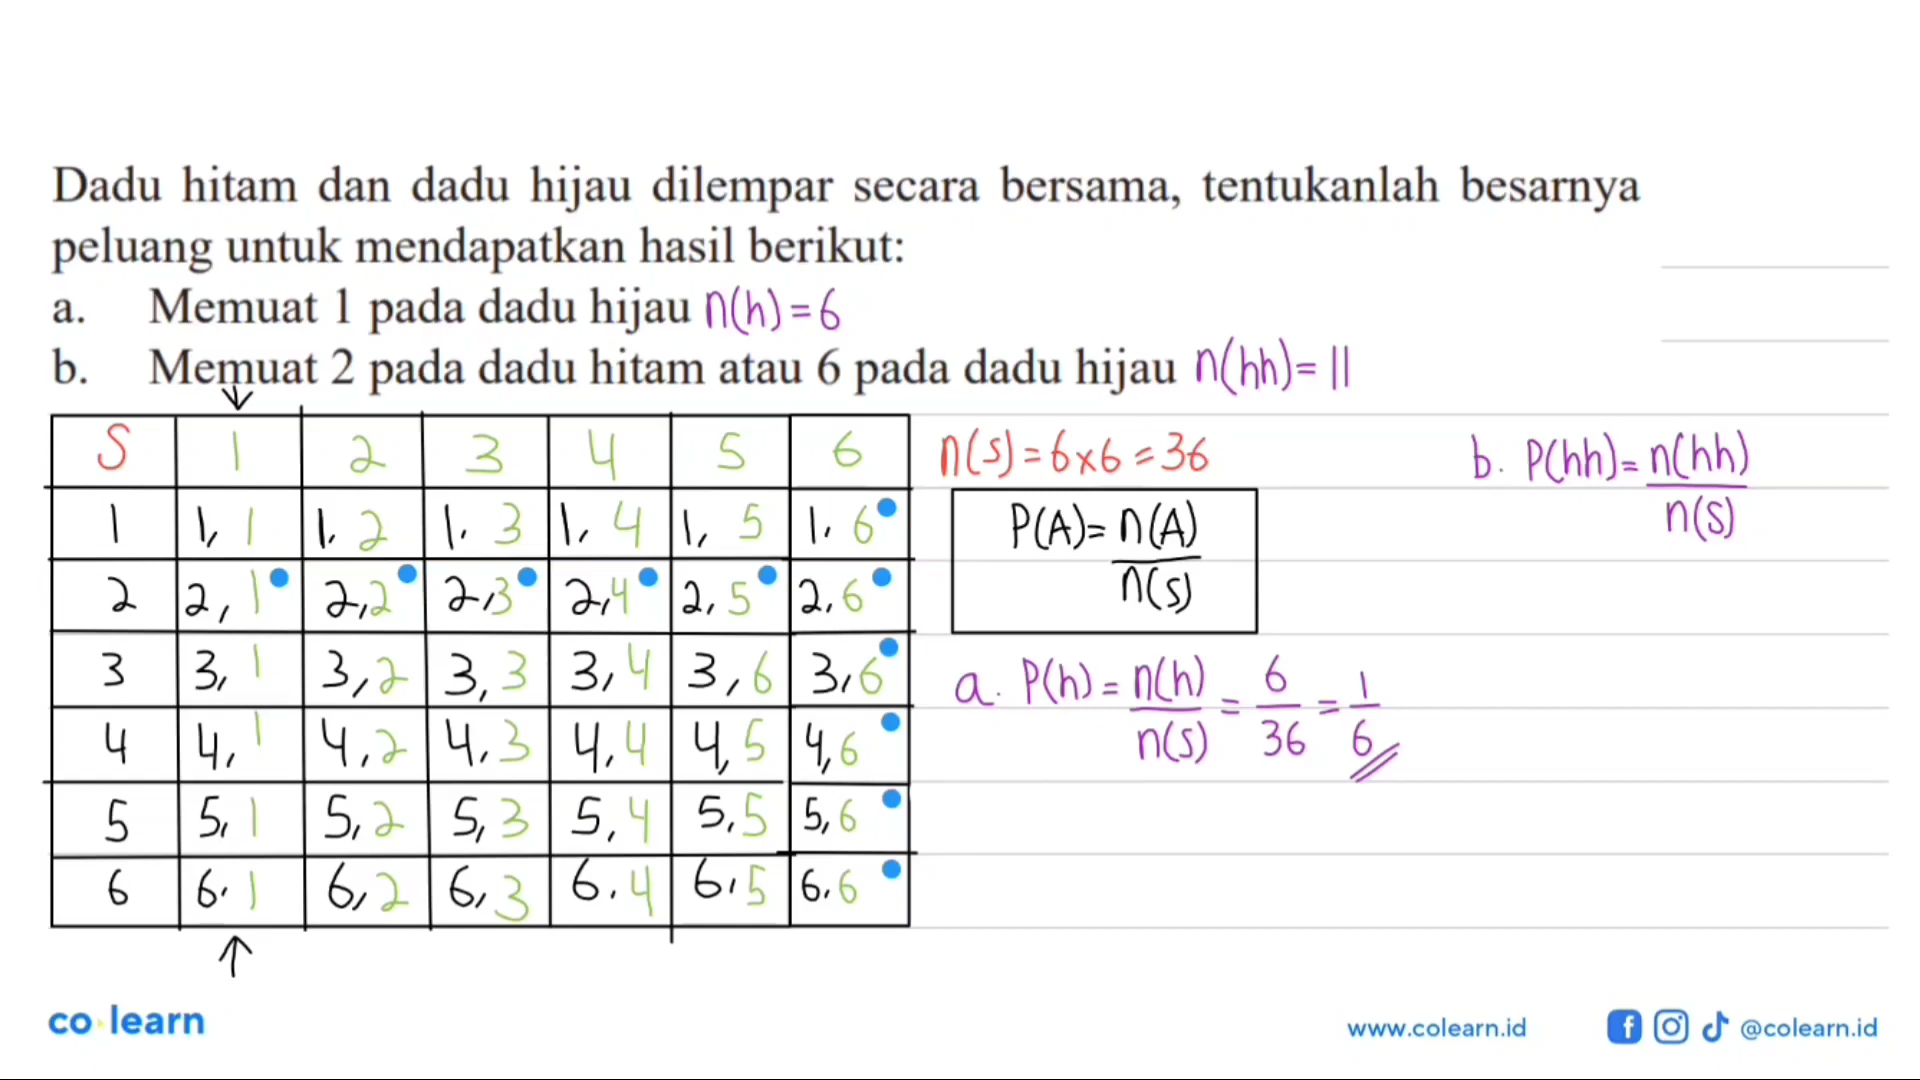 Dadu hitam dan dadu hijau dilempar secara bersama, tentukanlah besarnya
peluang untuk mendapatkan hasil berikut:
a. Memuat 1 pada dadu hijau n(h) = 6
b. Memuat 2 pada dadu hitam atau 6 pada dadu hijau n(hh) = 11
S 1 2 3 4 5 6
1 1,1 1,2 1,3 1,4 1,5 1,6
2 2,1 2,2 2,3 2,4 2,5 2,6
3 3,1 3,2 3,3 3,4 3,6 3,6
4 4,1 4,2 4,3 4,4 4,5 4,6
5 5,1 5,2 5,3 5,4 5,5 5,6
6 6,1 6,2 6,3 6,4 6,5 6,6
n(S) = 6x6 = 36
P(A) = n(A)
n(S)
a. P(h) = n(h) = 6 = 1
n(S) 36 6
b. P(hh) = n(hh)
n(S)
co learn
www.colearn.id
@colearn.id